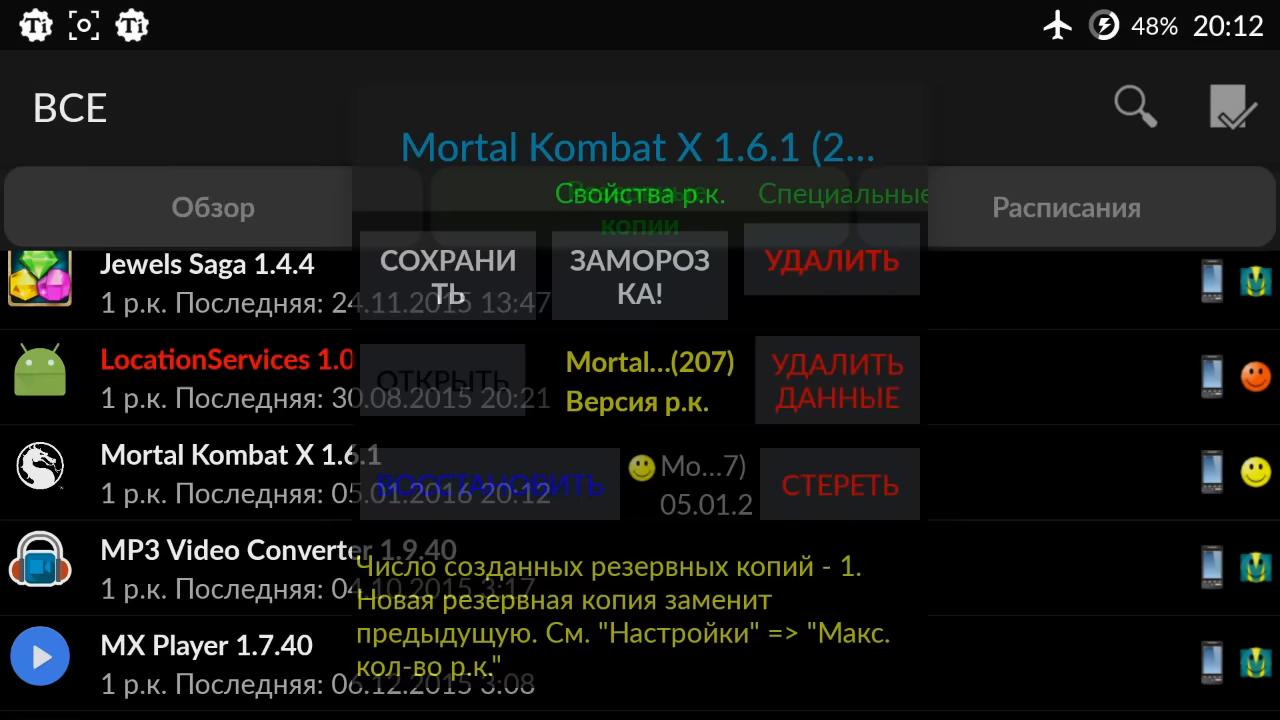 48% 20:12
ВСЕ
Mortal Kombat X 1.6.1 (2...
Свойства р.к. Специальные
Обзор
копии
Расписания
Jewels Saga 1.4.4
1 р.к. Последняя: 24.11.2015 13:47
СОХРАНИ
ТЬ
ЗАМОРОЗ
КА!
УДАЛИТЬ
LocationServices 1.0
1 р.к. Последняя: 30.08.2015 20:21
ОТКРЫТЬ
Mortal...(207)
Версия р.к.
УДАЛИТЬ
ДАННЫЕ
Mortal Kombat X 1.6.1
1 р.к. Последняя: 05.01.2016 20:12
ВОССТАНОВИТЬ
Mo...7)
05.01.2
СТЕРЕТЬ
MP3 Video Converter 1.9.40
1 р.к. Последняя: 04.10.2015 3:17
Число созданных резервных копий - 1.
Новая резервная копия заменит
предыдущую. См. "Настройки" => "Макс.
кол-во р.к."
MX Player 1.7.40
1 р.к. Последняя: 06.12.2015 3:08